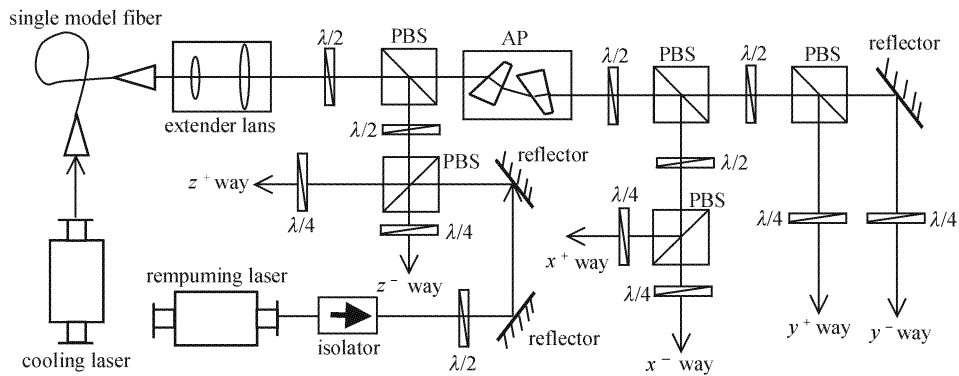 single model fiber
extender lans
λ/2
PBS
AP
λ/2
PBS
λ/2
PBS
reflector
λ/2
z⁺ way
λ/4
PBS
reflector
λ/4
z⁻ way
λ/2
λ/4
PBS
x⁺ way
λ/4
x⁻ way
λ/4
λ/4
y⁺ way
y⁻ way
cooling laser
rempuming laser
isolator
λ/2
reflector